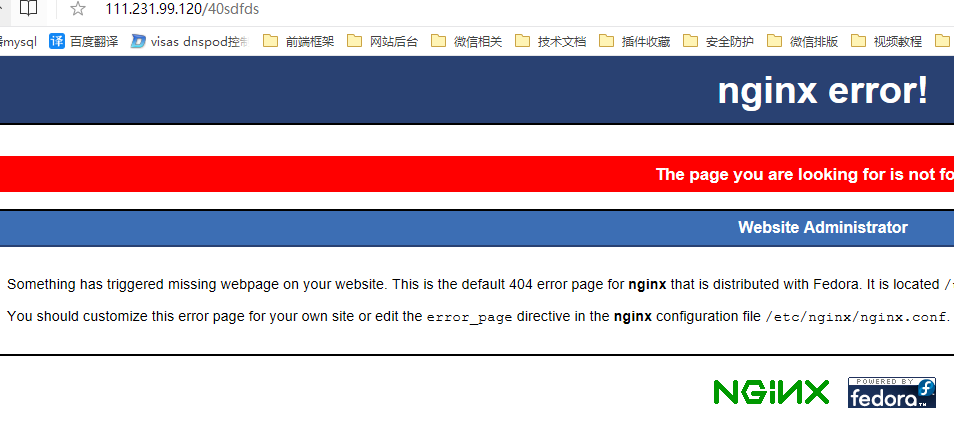 111.231.99.120/40sdfds
mysql 百度翻译 visas dnspod控制 前端框架 网站后台 微信相关 技术文档 插件收藏 安全防护 微信排版 视频教程
nginx error!
The page you are looking for is not fo
Website Administrator
Something has triggered missing webpage on your website. This is the default 404 error page for nginx that is distributed with Fedora. It is located /
You should customize this error page for your own site or edit the error_page directive in the nginx configuration file /etc/nginx/nginx.conf.
NGINX
POWERED BY
fedora™